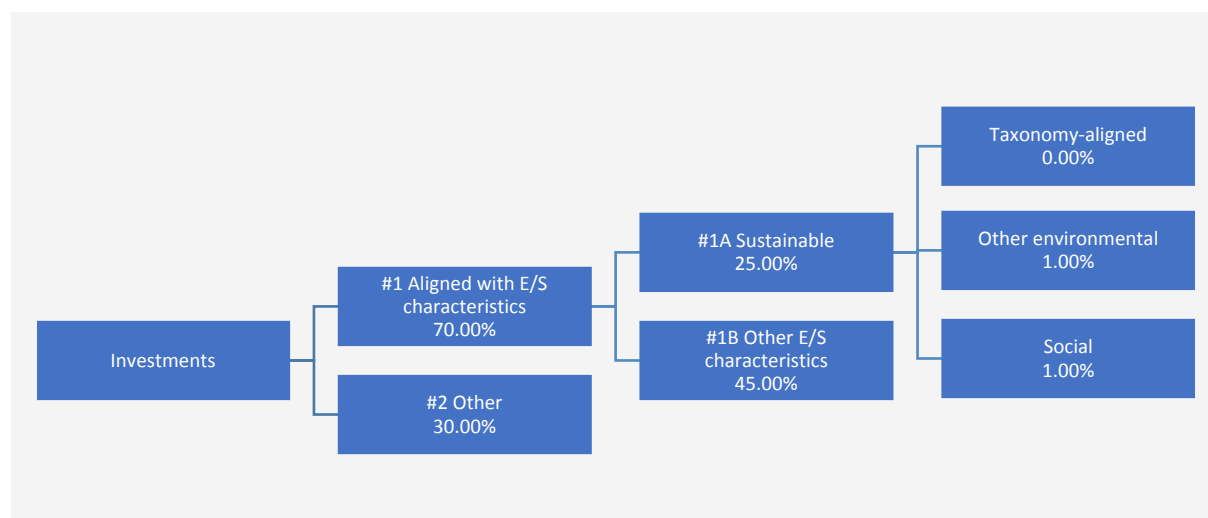 Investments
#1 Aligned with E/S
characteristics
70.00%
#2 Other
30.00%
#1A Sustainable
25.00%
#1B Other E/S
characteristics
45.00%
Taxonomy-aligned
0.00%
Other environmental
1.00%
Social
1.00%